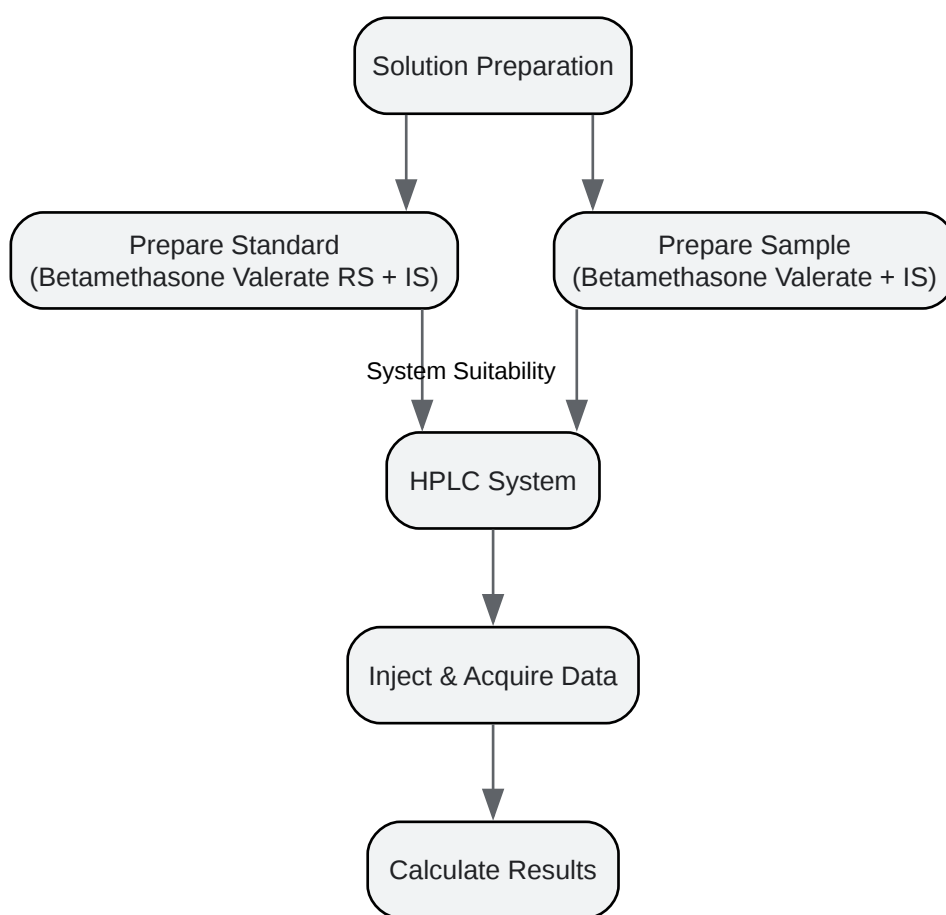 Solution Preparation
Prepare Standard
(Betamethasone Valerate RS + IS)
Prepare Sample
(Betamethasone Valerate + IS)
System Suitability
HPLC System
Inject & Acquire Data
Calculate Results